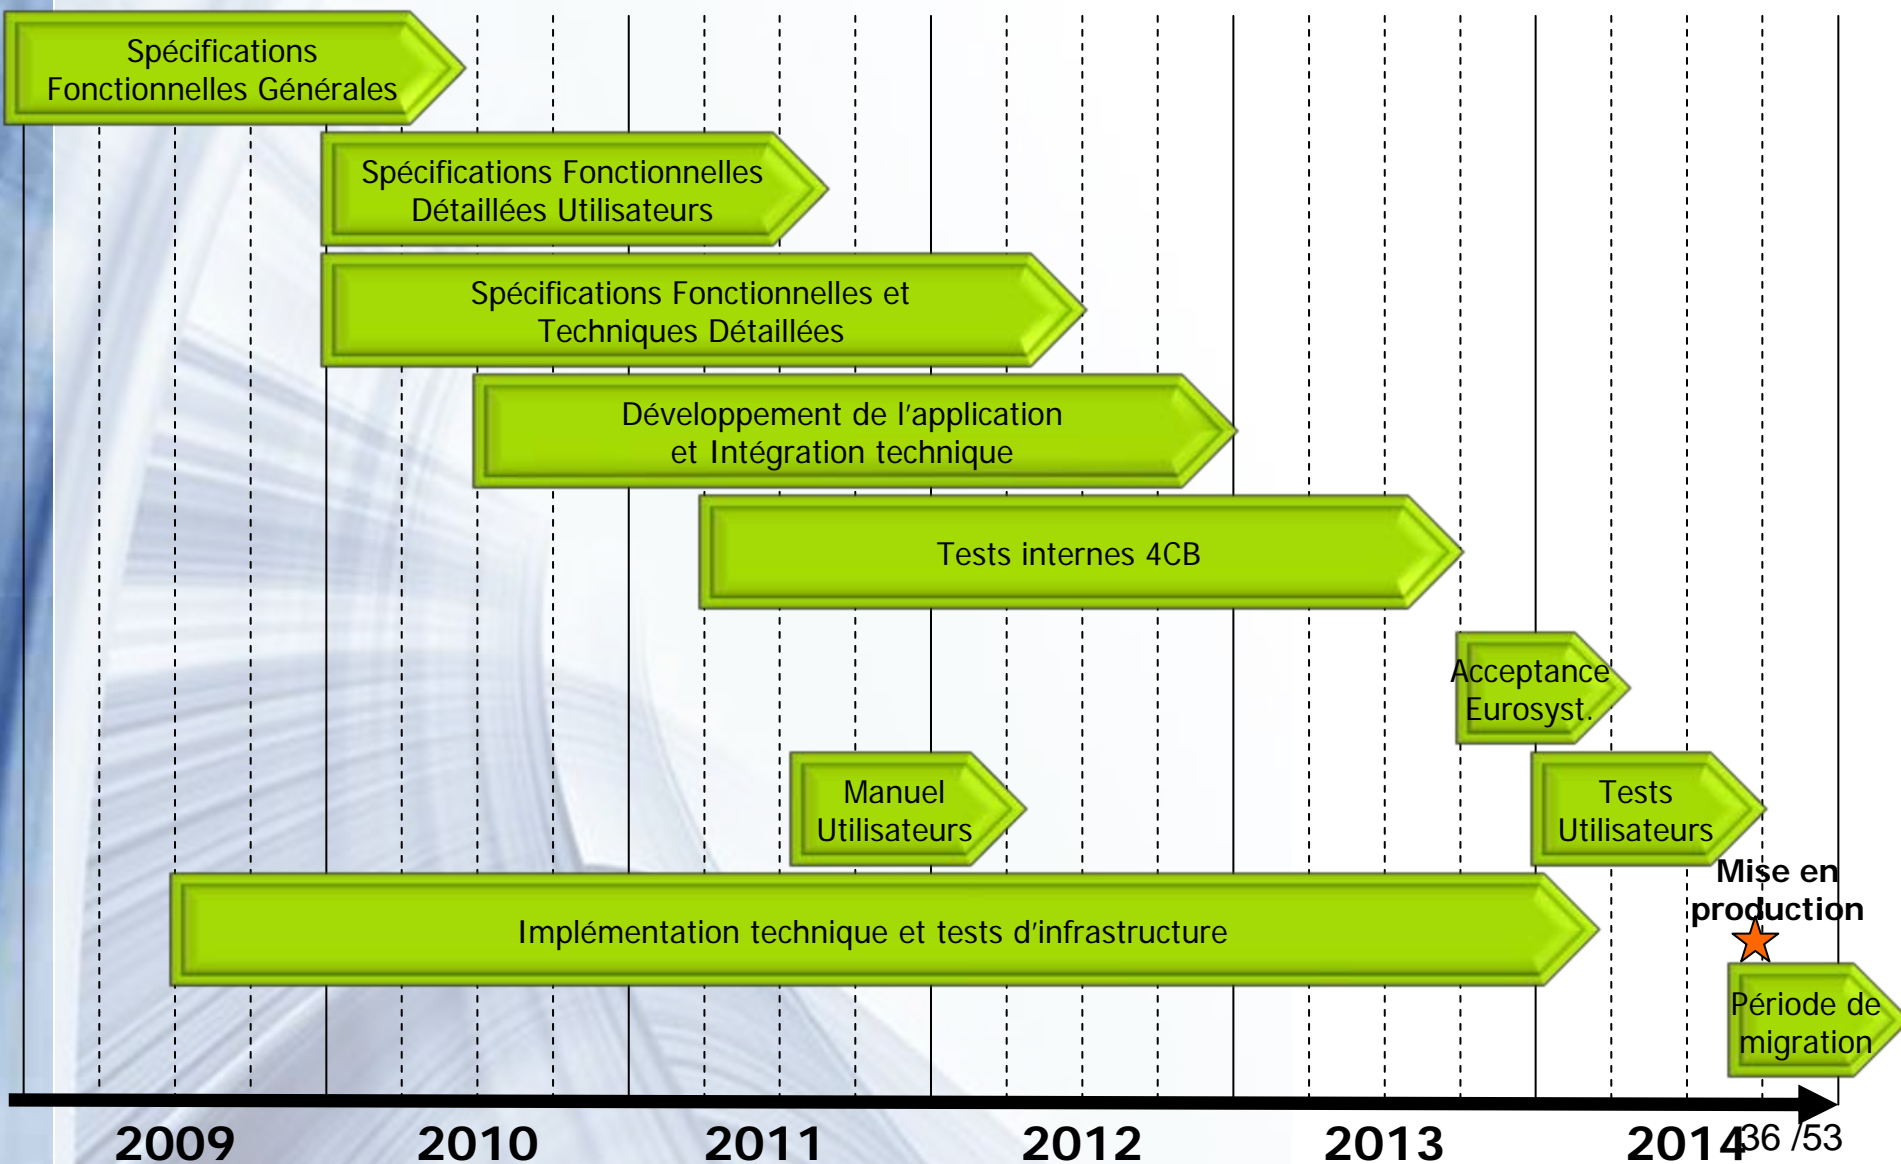 Spécifications
Fonctionnelles Générales
Spécifications Fonctionnelles
Détaillées Utilisateurs
Spécifications Fonctionnelles et
Techniques Détaillées
Développement de l'application
et Intégration technique
Tests internes 4CB
Acceptance
Eurosyst.
Manuel
Utilisateurs
Tests
Utilisateurs
Mise en
production
Implémentation technique et tests d'infrastructure
Période de
migration
2009 2010 2011 2012 2013 2014
36 /53